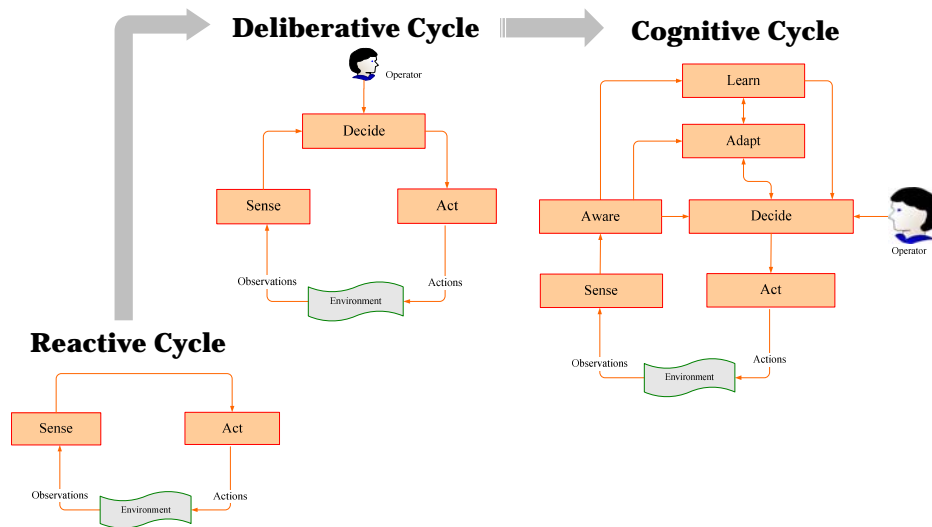 Deliberative Cycle
Operator
Decide
Sense
Act
Observations
Actions
Environment
Cognitive Cycle
Learn
Adapt
Aware
Decide
Operator
Sense
Act
Observations
Actions
Environment
Reactive Cycle
Sense
Act
Observations
Actions
Environment